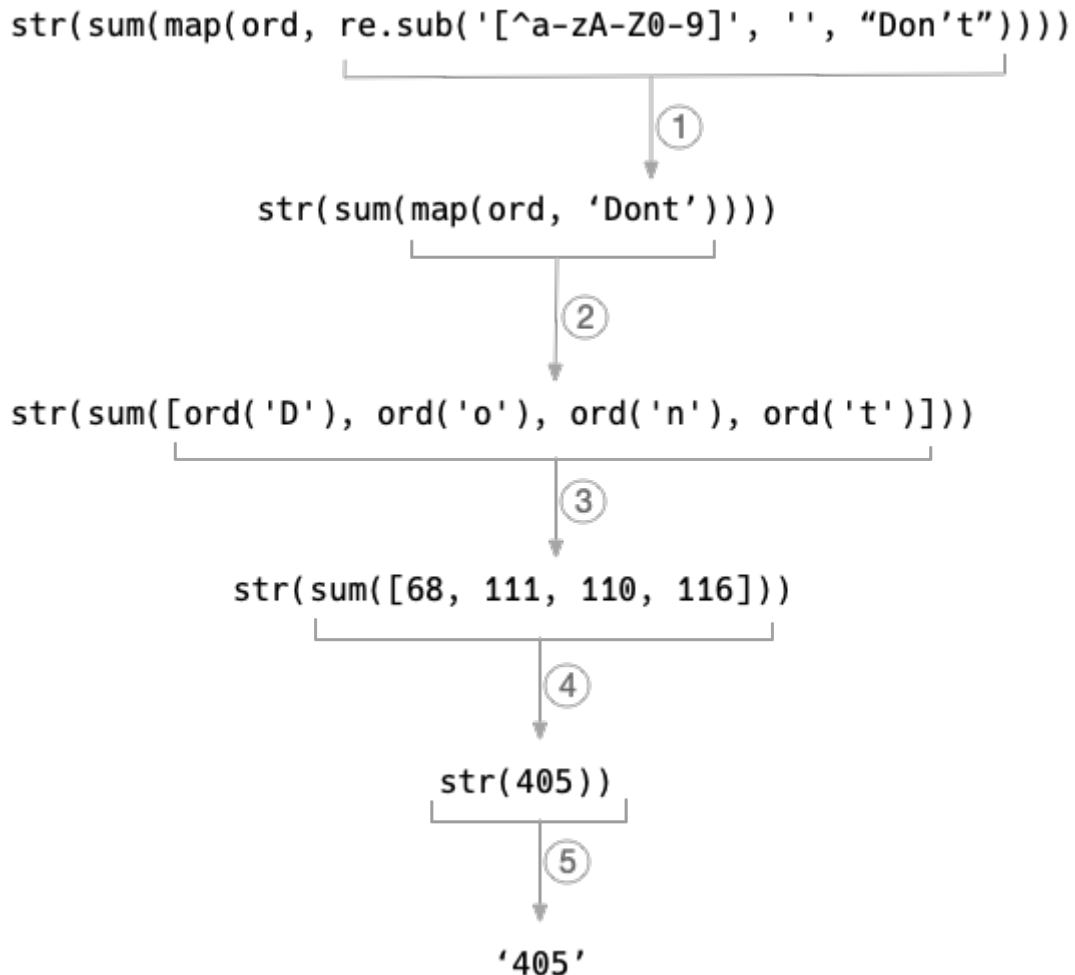 str(sum(map(ord, re.sub('[^a-zA-Z0-9]', '', “Don’t”))))
①
str(sum(map(ord, ‘Dont’))))
②
str(sum([ord('D'), ord('o'), ord('n'), ord('t')]))
③
str(sum([68, 111, 110, 116]))
④
str(405))
⑤
‘405’